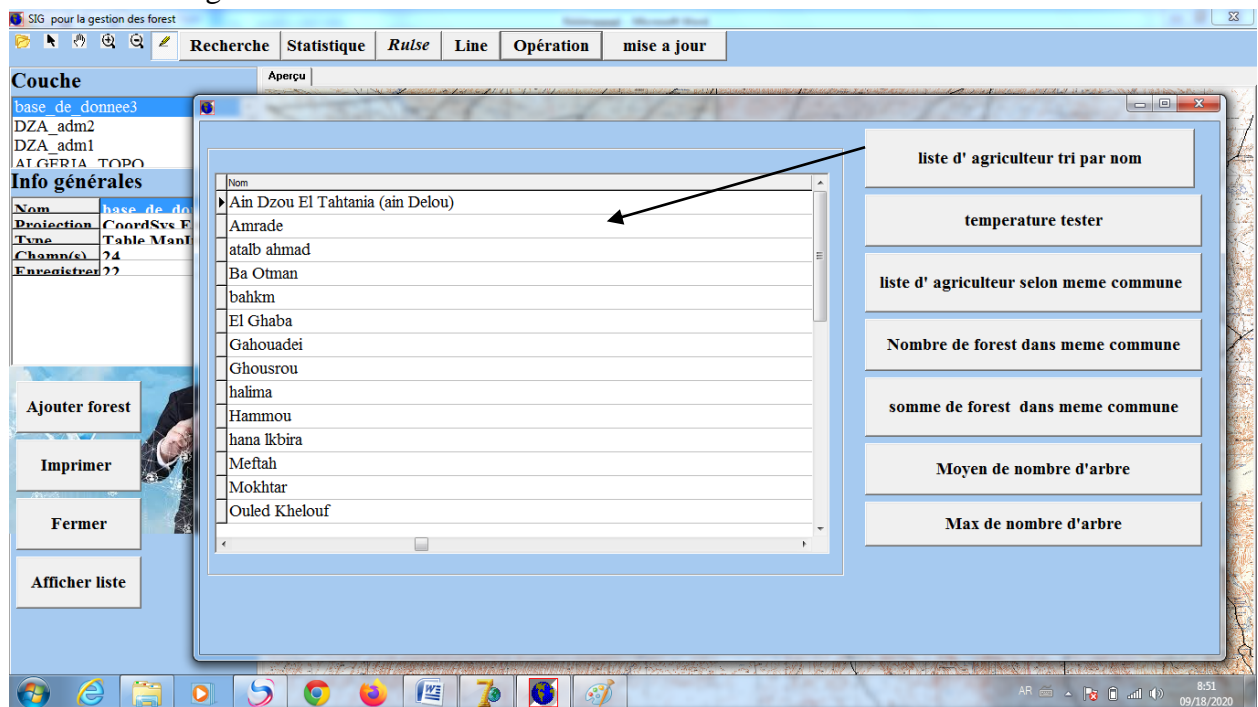 SIG pour la gestion des forest
Recherche Statistique Rulse Line Opération mise a jour
Couche
Aperçu
base_de_donnee3
DZA_adm2
DZA_adm1
ALGERIA_TOPO
Info générales
Nom base_de_do
Projection CoordSys E
Type Table MapI
Champ(s) 24
Enregistrer 22
Ajouter forest
Imprimer
Fermer
Afficher liste
Nom
Ain Dzou El Tahtania (ain Delou)
Amrade
atalb ahmad
Ba Otman
bahkm
El Ghaba
Gahouadei
Ghousrou
halima
Hammou
hana lkbira
Meftah
Mokhtar
Ouled Khelouf
liste d' agriculteur tri par nom
temperature tester
liste d' agriculteur selon meme commune
Nombre de forest dans meme commune
somme de forest dans meme commune
Moyen de nombre d'arbre
Max de nombre d'arbre
AR
8:51
09/18/2020